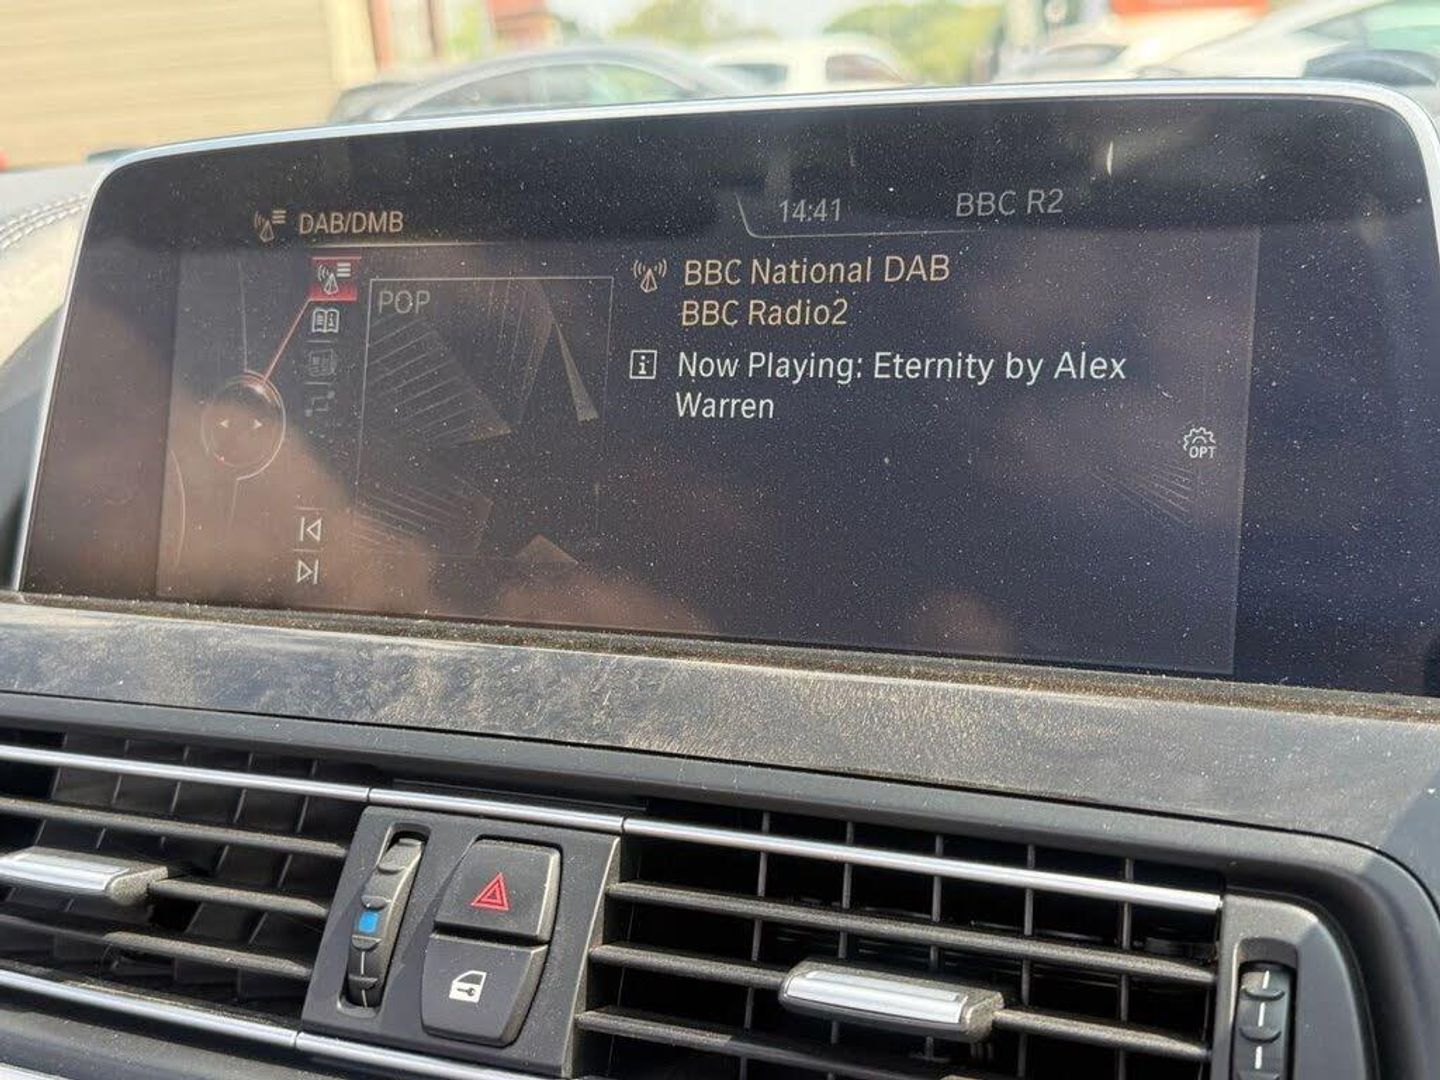 DAB/DMB
14:41
BBC R2
POP
BBC National DAB
BBC Radio2
Now Playing: Eternity by Alex
Warren
OPT